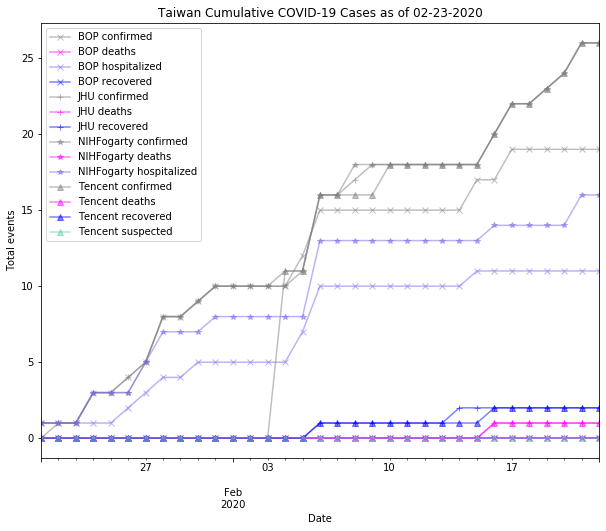 Taiwan Cumulative COVID-19 Cases as of 02-23-2020
BOP confirmed
BOP deaths
BOP hospitalized
BOP recovered
JHU confirmed
JHU deaths
JHU recovered
NIHFogarty confirmed
NIHFogarty deaths
NIHFogarty hospitalized
Tencent confirmed
Tencent deaths
Tencent recovered
Tencent suspected
Total events
25
20
15
10
5
0
27 03 10 17
Feb
2020
Date